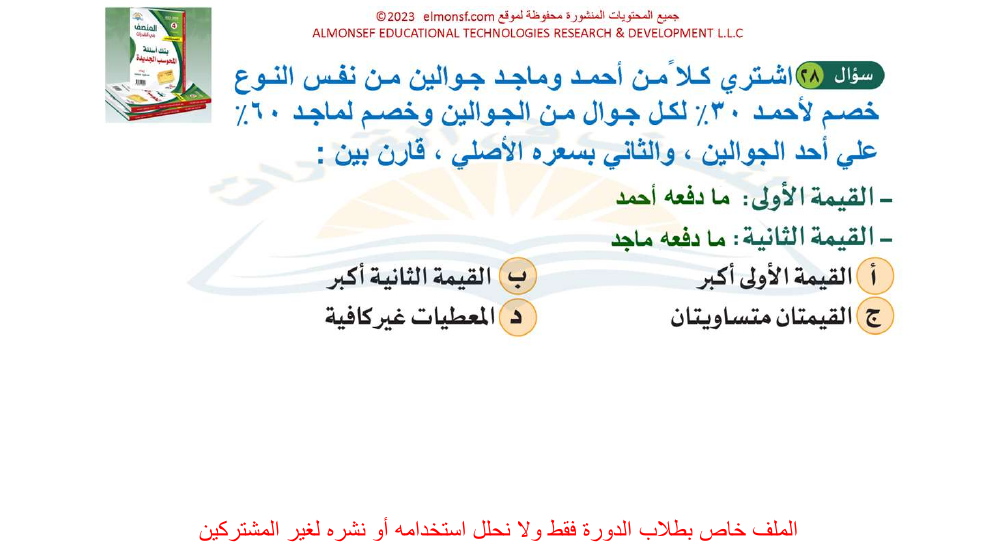 جميع المحتويات المنشورة محفوظة لموقع elmonsf.com ©2023
ALMONSEF EDUCATIONAL TECHNOLOGIES RESEARCH & DEVELOPMENT L.L.C
المنصف
في القدرات
بنك أسئلة
المحوسب الجديدة
سؤال ٢٨ اشتري كلاً من أحمد وماجد جوالين من نفس النوع
خصم لأحمد ٣٠٪ لكل جوال من الجوالين وخصم لماجد ٦٠٪
علي أحد الجوالين ، والثاني بسعره الأصلي ، قارن بين :
– القيمة الأولى: ما دفعه أحمد
– القيمة الثانية: ما دفعه ماجد
أ القيمة الأولى أكبر
ب القيمة الثانية أكبر
ج القيمتان متساويتان
د المعطيات غير كافية
الملف خاص بطلاب الدورة فقط ولا نحلل استخدامه أو نشره لغير المشتركين